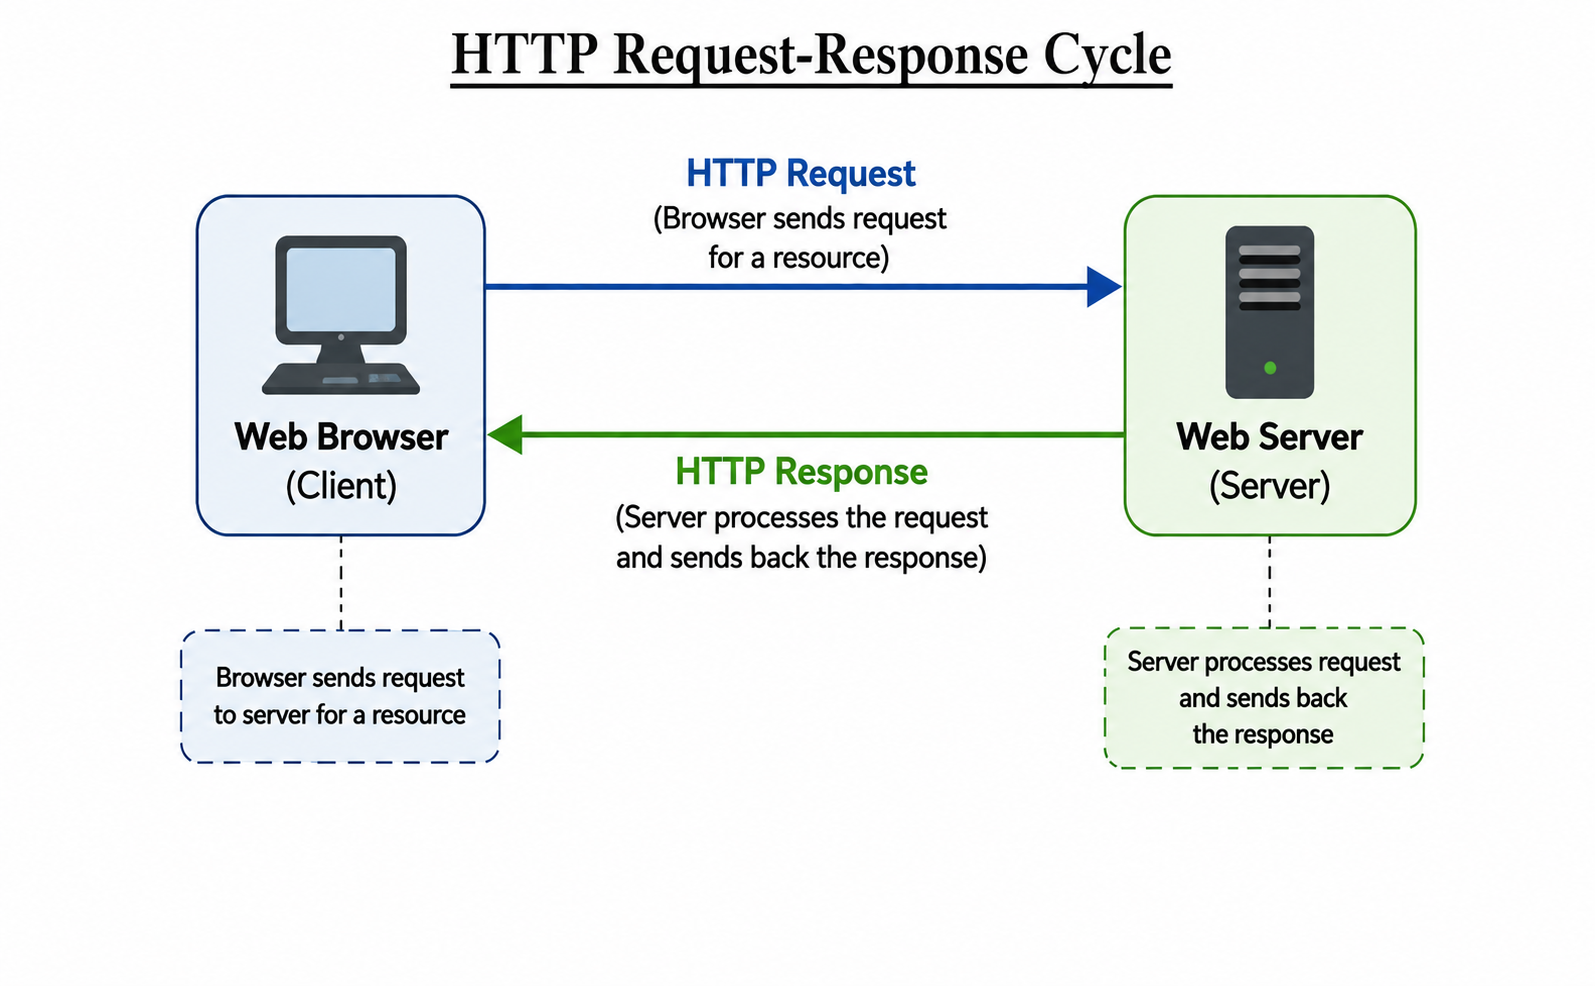 HTTP Request-Response Cycle
HTTP Request
(Browser sends request
for a resource)
Web Browser
(Client)
Web Server
(Server)
HTTP Response
(Server processes the request
and sends back the response)
Browser sends request
to server for a resource
Server processes request
and sends back
the response